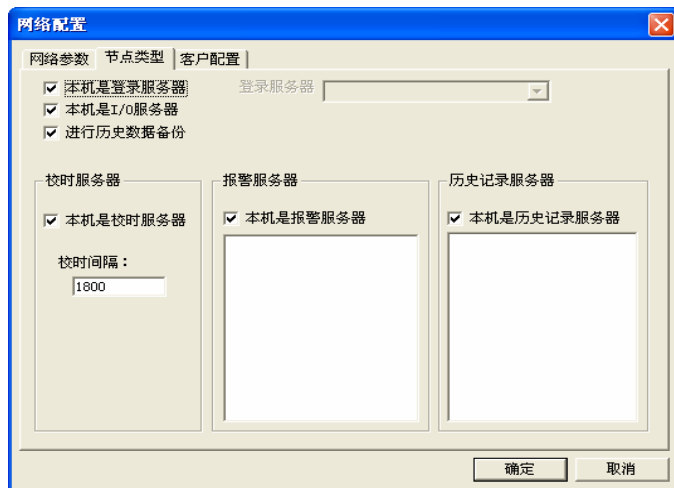 网络配置
网络参数 节点类型 客户配置
本机是登录服务器 登录服务器
本机是I/O服务器
进行历史数据备份
校时服务器 报警服务器 历史记录服务器
本机是校时服务器 本机是报警服务器 本机是历史记录服务器
校时间隔：
1800
确定 取消